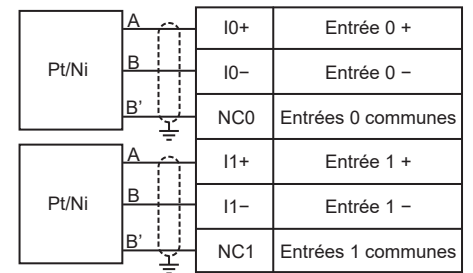 A I0+ Entrée 0 +
Pt/Ni B I0− Entrée 0 −
B' NC0 Entrées 0 communes
A I1+ Entrée 1 +
Pt/Ni B I1− Entrée 1 −
B' NC1 Entrées 1 communes